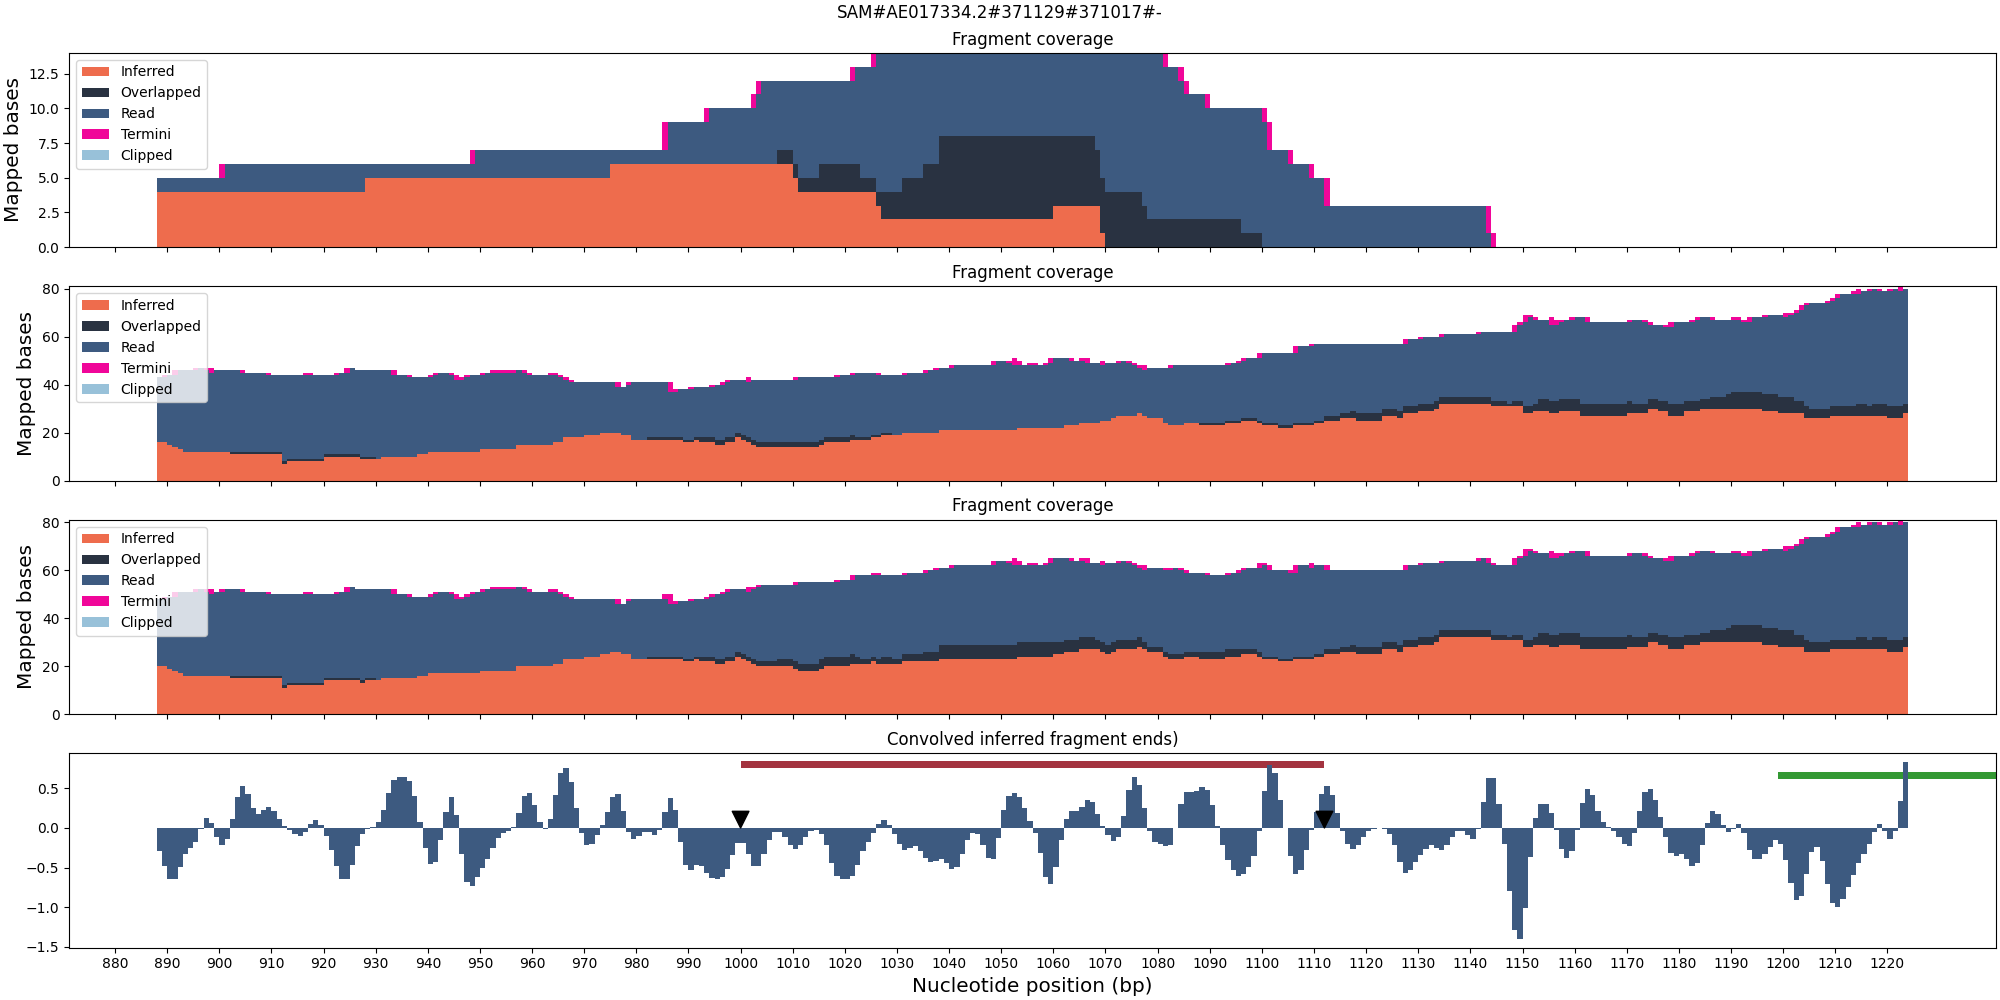 SAM#AE017334.2#371129#371017#-
Fragment coverage
Mapped bases
12.5
10.0
7.5
5.0
2.5
0.0
Inferred
Overlapped
Read
Termini
Clipped
Fragment coverage
Mapped bases
80
60
40
20
0
Inferred
Overlapped
Read
Termini
Clipped
Fragment coverage
Mapped bases
80
60
40
20
0
Inferred
Overlapped
Read
Termini
Clipped
Convolved inferred fragment ends)
0.5
0.0
−0.5
−1.0
−1.5
880 890 900 910 920 930 940 950 960 970 980 990 1000 1010 1020 1030 1040 1050 1060 1070 1080 1090 1100 1110 1120 1130 1140 1150 1160 1170 1180 1190 1200 1210 1220
Nucleotide position (bp)